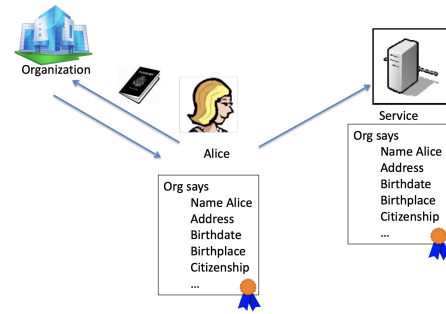 Organization
Alice
Org says
Name Alice
Address
Birthdate
Birthplace
Citizenship
…
Service
Org says
Name Alice
Address
Birthdate
Birthplace
Citizenship
…